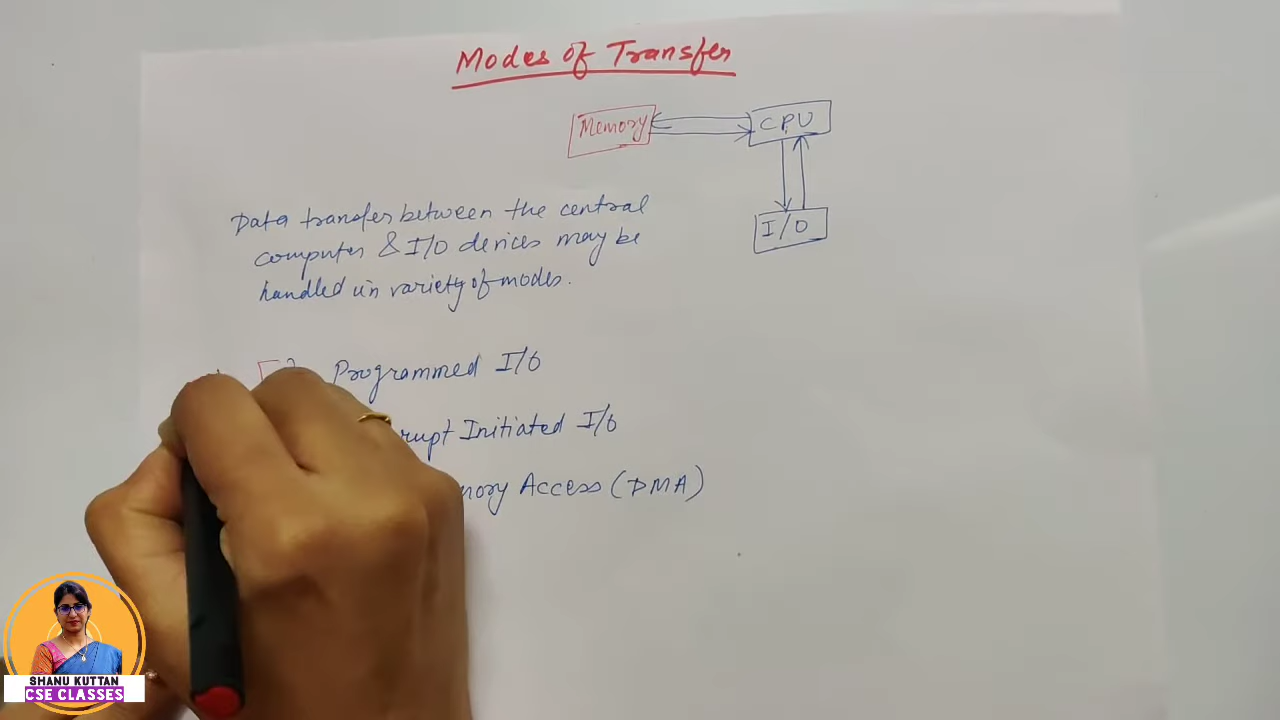 Modes of Transfer
Memory
CPU
I/O
Data transfer between the central
computer & I/O devices may be
handled in variety of modes.
Programmed I/O
Initiated I/O
Access (DMA)
SHANU KUTTAN
CSE CLASSES